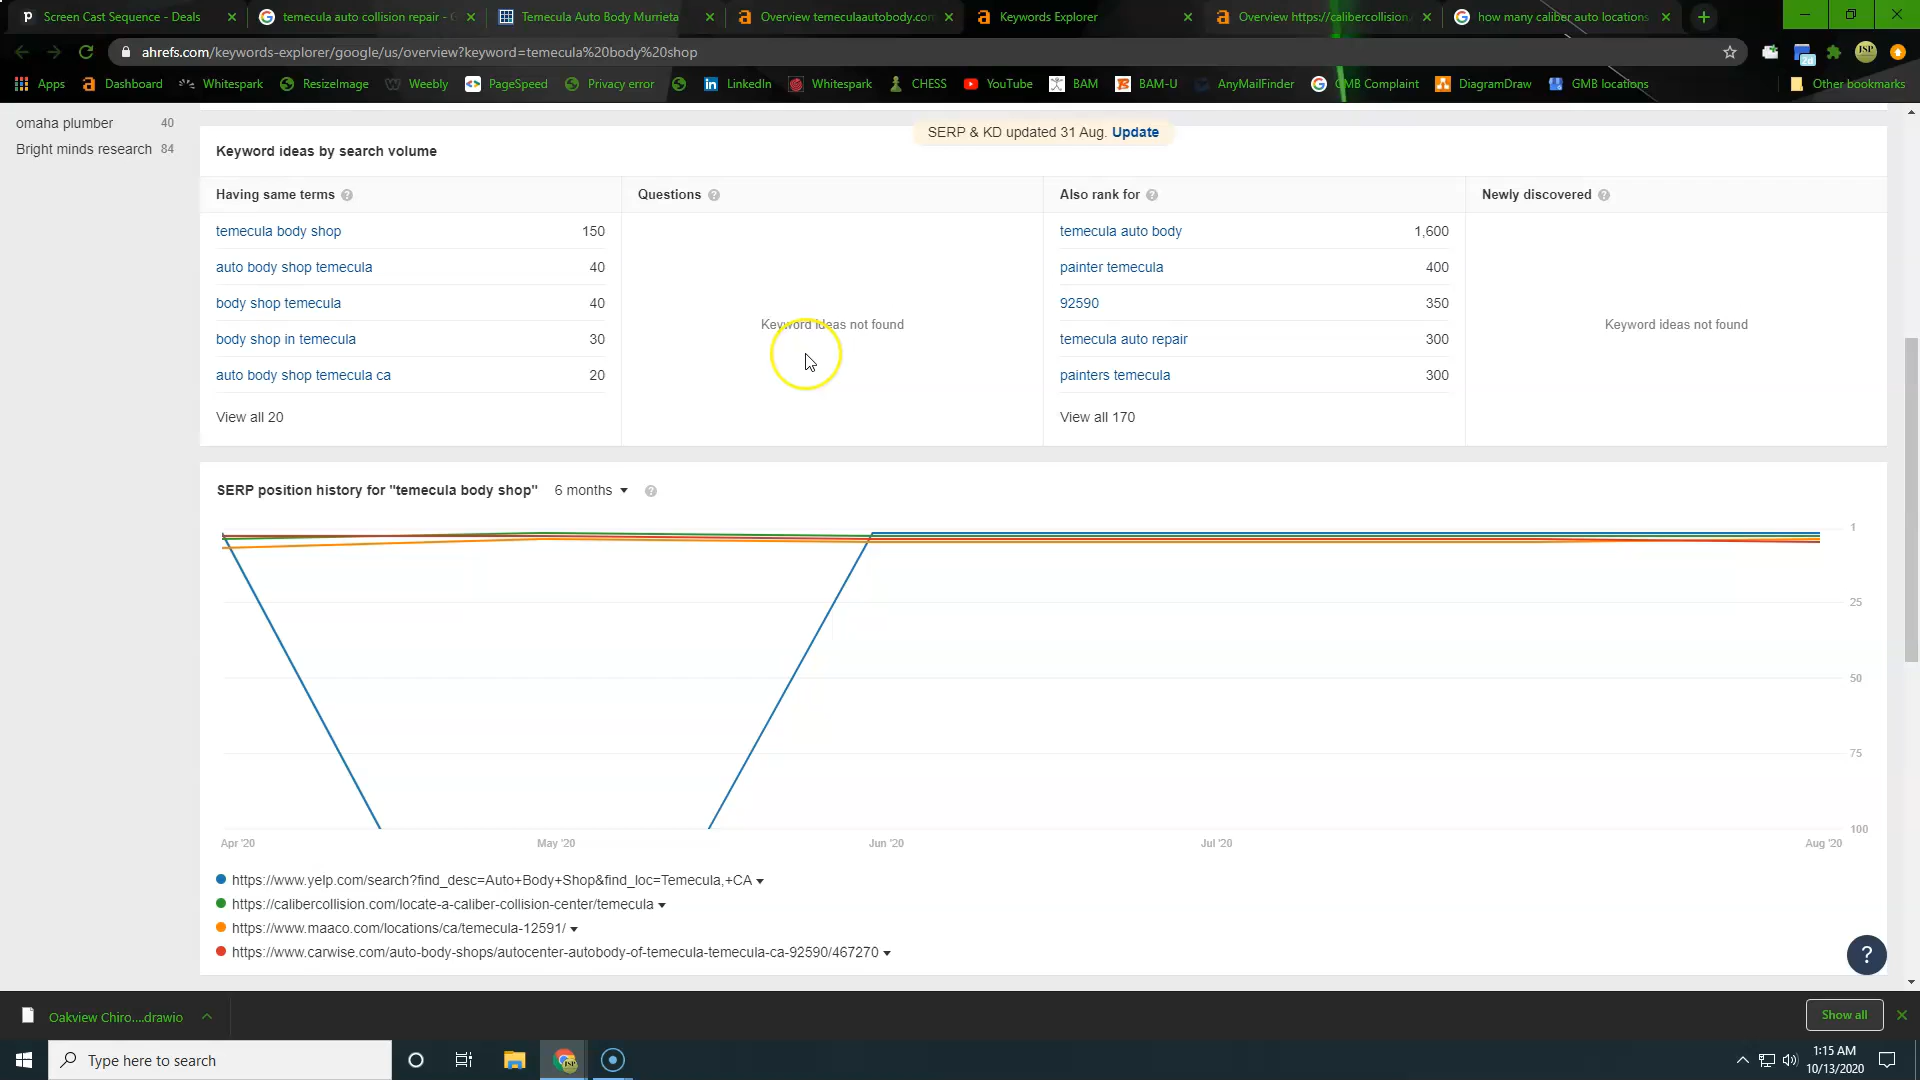 Screen Cast Sequence - Deals
temecula auto collision repair - G
Temecula Auto Body Murrieta
Overview temeculaautobody.com
Keywords Explorer
Overview https://calibercollision.
how many caliber auto locations
ahrefs.com/keywords-explorer/google/us/overview?keyword=temecula%20body%20shop
Apps
Dashboard
Whitespark
ResizeImage
Weebly
PageSpeed
Privacy error
LinkedIn
Whitespark
CHESS
YouTube
BAM
BAM-U
AnyMailFinder
GMB Complaint
DiagramDraw
GMB locations
Other bookmarks
omaha plumber 40
Bright minds research 84
SERP & KD updated 31 Aug. Update
Keyword ideas by search volume
Having same terms
temecula body shop 150
auto body shop temecula 40
body shop temecula 40
body shop in temecula 30
auto body shop temecula ca 20
View all 20
Questions
Keyword ideas not found
Also rank for
temecula auto body 1,600
painter temecula 400
92590 350
temecula auto repair 300
painters temecula 300
View all 170
Newly discovered
Keyword ideas not found
SERP position history for "temecula body shop" 6 months
1
25
50
75
100
Apr '20 May '20 Jun '20 Jul '20 Aug '20
https://www.yelp.com/search?find_desc=Auto+Body+Shop&find_loc=Temecula,+CA
https://calibercollision.com/locate-a-caliber-collision-center/temecula
https://www.maaco.com/locations/ca/temecula-12591/
https://www.carwise.com/auto-body-shops/autocenter-autobody-of-temecula-temecula-ca-92590/467270
?
Oakview Chiro....drawio
Show all
Type here to search
1:15 AM
10/13/2020